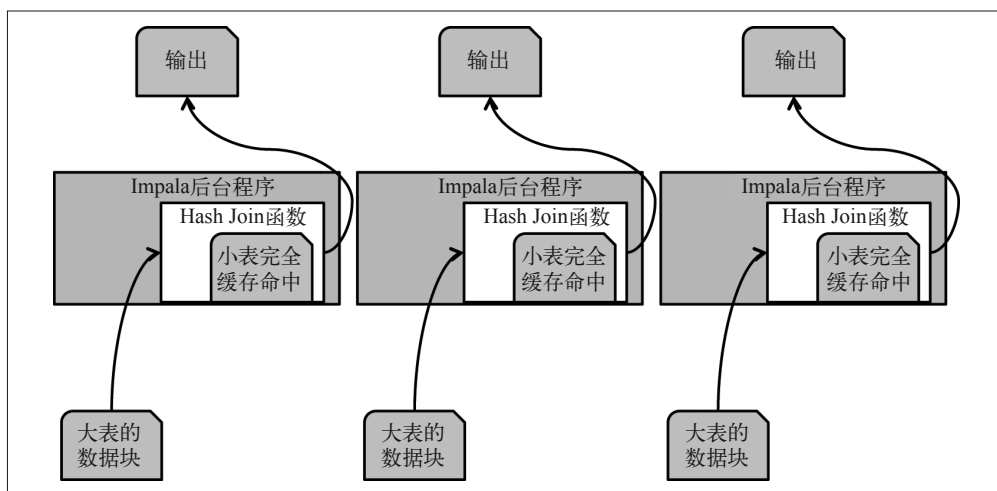 输出
输出
输出
Impala后台程序
Hash Join函数
小表完全
缓存命中
Impala后台程序
Hash Join函数
小表完全
缓存命中
Impala后台程序
Hash Join函数
小表完全
缓存命中
大表的
数据块
大表的
数据块
大表的
数据块